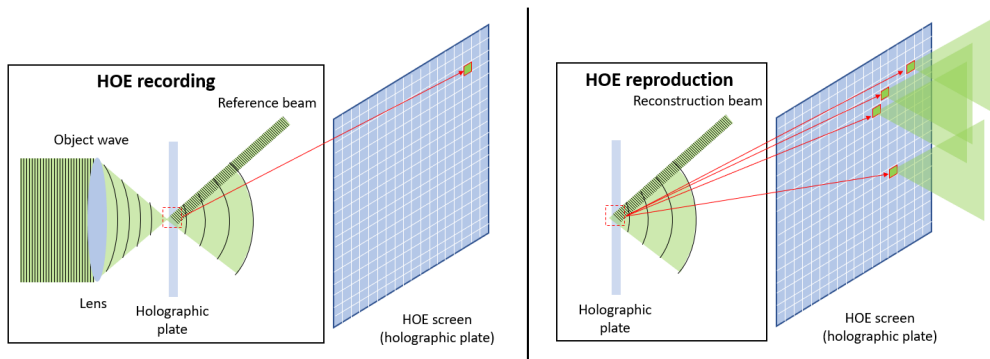 HOE recording
Reference beam
Object wave
Lens
Holographic
plate
HOE screen
(holographic plate)
HOE reproduction
Reconstruction beam
Holographic
plate
HOE screen
(holographic plate)